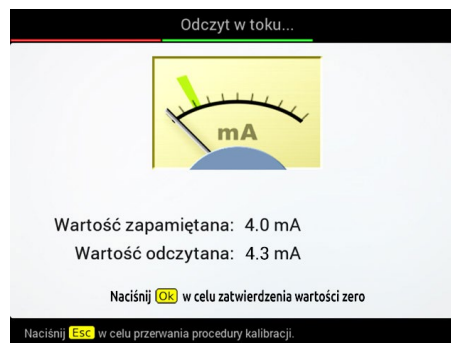 Odczyt w toku...
mA
Wartość zapamiętana: 4.0 mA
Wartość odczytana: 4.3 mA
Naciśnij Ok w celu zatwierdzenia wartości zero
Naciśnij Esc w celu przerwania procedury kalibracji.